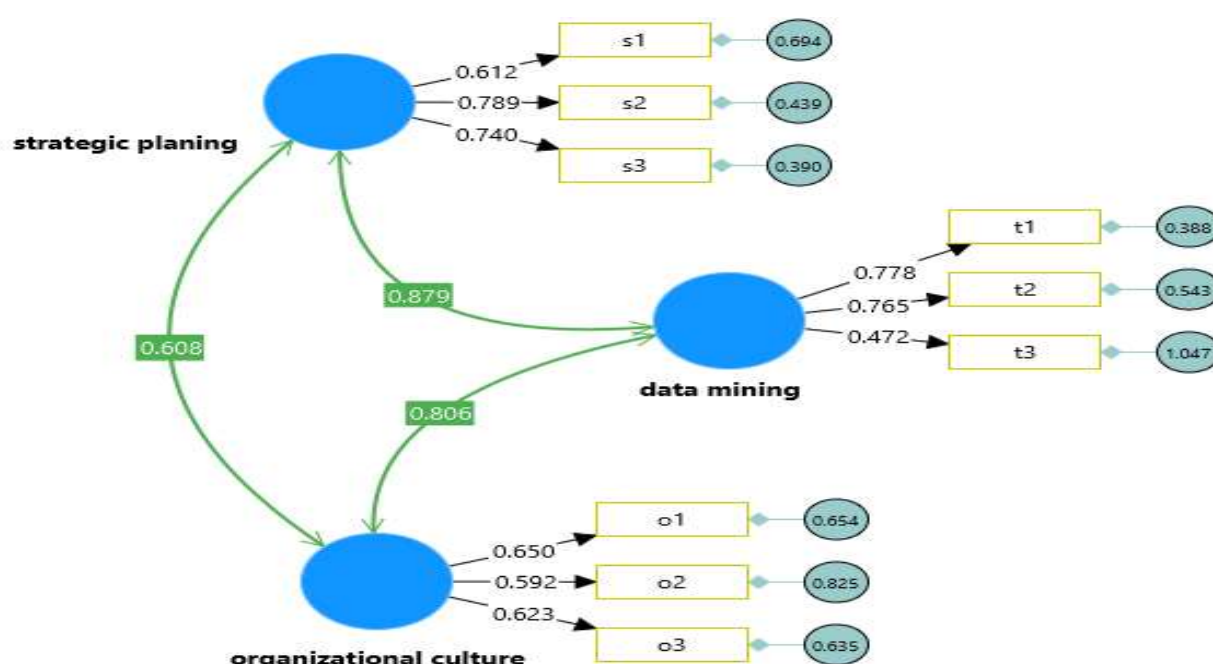 s1
0.694
0.612
0.789
s2
0.439
0.740
s3
0.390
strategic planing
t1
0.388
0.778
0.765
t2
0.543
0.472
t3
1.047
data mining
0.879
0.608
0.806
o1
0.654
0.650
0.592
o2
0.825
0.623
o3
0.635
organizational culture